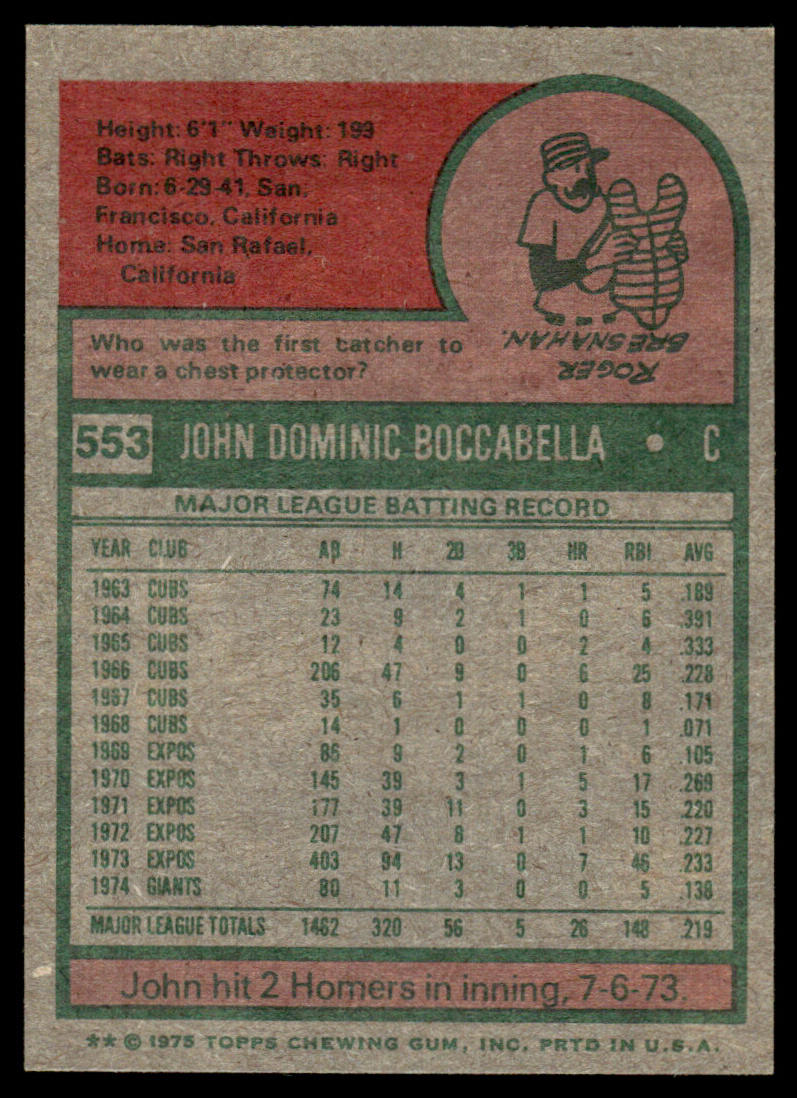 Height: 6'1" Weight: 193
Bats: Right Throws: Right
Born: 6-29-41, San
Francisco, California
Home: San Rafael,
California
Who was the first catcher to
wear a chest protector?
ROGER
BRESNAHAN.
553 JOHN DOMINIC BOCCABELLA • C
MAJOR LEAGUE BATTING RECORD
YEAR CLUB AB H 2B 3B HR RBI AVG
1963 CUBS 74 14 4 1 1 5 .189
1964 CUBS 23 9 2 1 0 6 .391
1965 CUBS 12 4 0 0 2 4 .333
1966 CUBS 206 47 9 0 6 25 .228
1967 CUBS 35 6 1 1 0 8 .171
1968 CUBS 14 1 0 0 0 1 .071
1969 EXPOS 86 9 2 0 1 6 .105
1970 EXPOS 145 39 3 1 5 17 .269
1971 EXPOS 177 39 11 0 3 15 .220
1972 EXPOS 207 47 8 1 1 10 .227
1973 EXPOS 403 94 13 0 7 46 .233
1974 GIANTS 80 11 3 0 0 5 .138
MAJOR LEAGUE TOTALS 1462 320 56 5 26 148 .219
John hit 2 Homers in inning, 7-6-73.
** © 1975 TOPPS CHEWING GUM, INC. PRTD IN U.S.A.